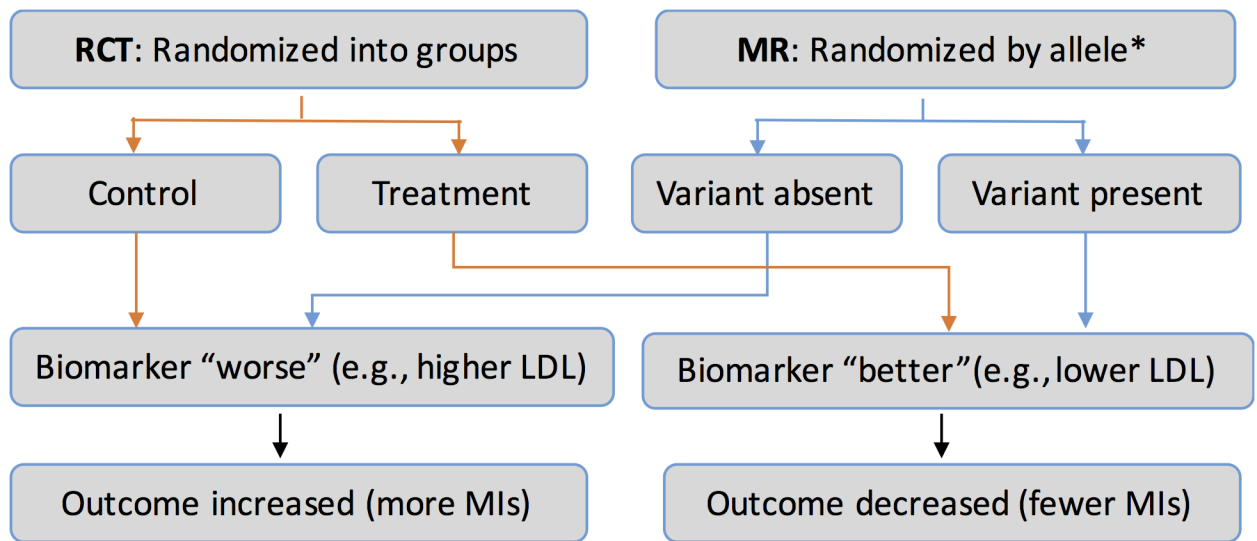 RCT: Randomized into groups
MR: Randomized by allele*
Control
Treatment
Variant absent
Variant present
Biomarker “worse” (e.g., higher LDL)
Biomarker “better”(e.g., lower LDL)
Outcome increased (more MIs)
Outcome decreased (fewer MIs)